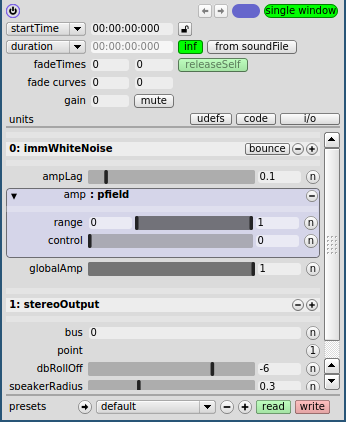 single window
startTime 00:00:00:000
duration 00:00:00:000 inf from soundFile
fadeTimes 0 0 releaseSelf
fade curves 0 0
gain 0 mute
units udefs code i/o
0: immWhiteNoise bounce
ampLag 0.1 n
amp : pfield
range 0 1 n
control 0 n
globalAmp 1 n
1: stereoOutput
bus 0 n
point 1
dbRollOff -6 n
speakerRadius 0.3 n
presets default read write